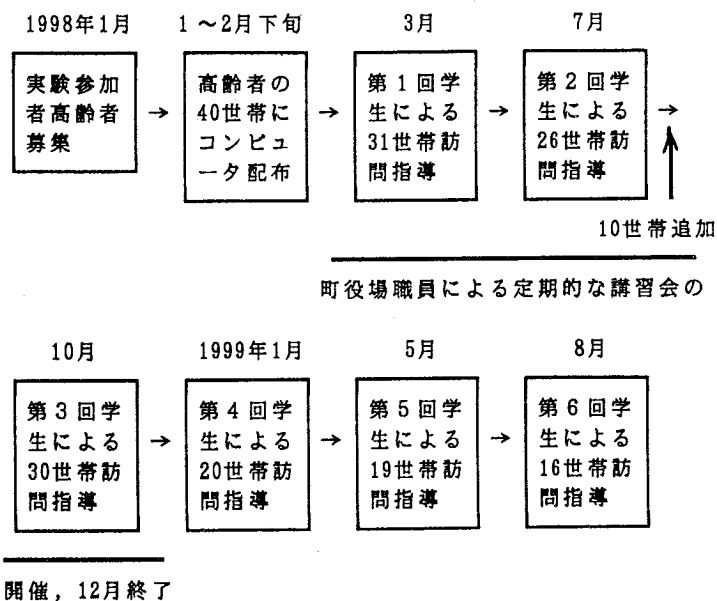 1998年1月
1～2月下旬
3月
7月
実験参加
者高齢者
募集
→
高齢者の
40世帯に
コンピュ
ータ配布
→
第1回学
生による
31世帯訪
問指導
→
第2回学
生による
26世帯訪
問指導
→
10世帯追加
町役場職員による定期的な講習会の
10月
1999年1月
5月
8月
第3回学
生による
30世帯訪
問指導
→
第4回学
生による
20世帯訪
問指導
→
第5回学
生による
19世帯訪
問指導
→
第6回学
生による
16世帯訪
問指導
開催，12月終了